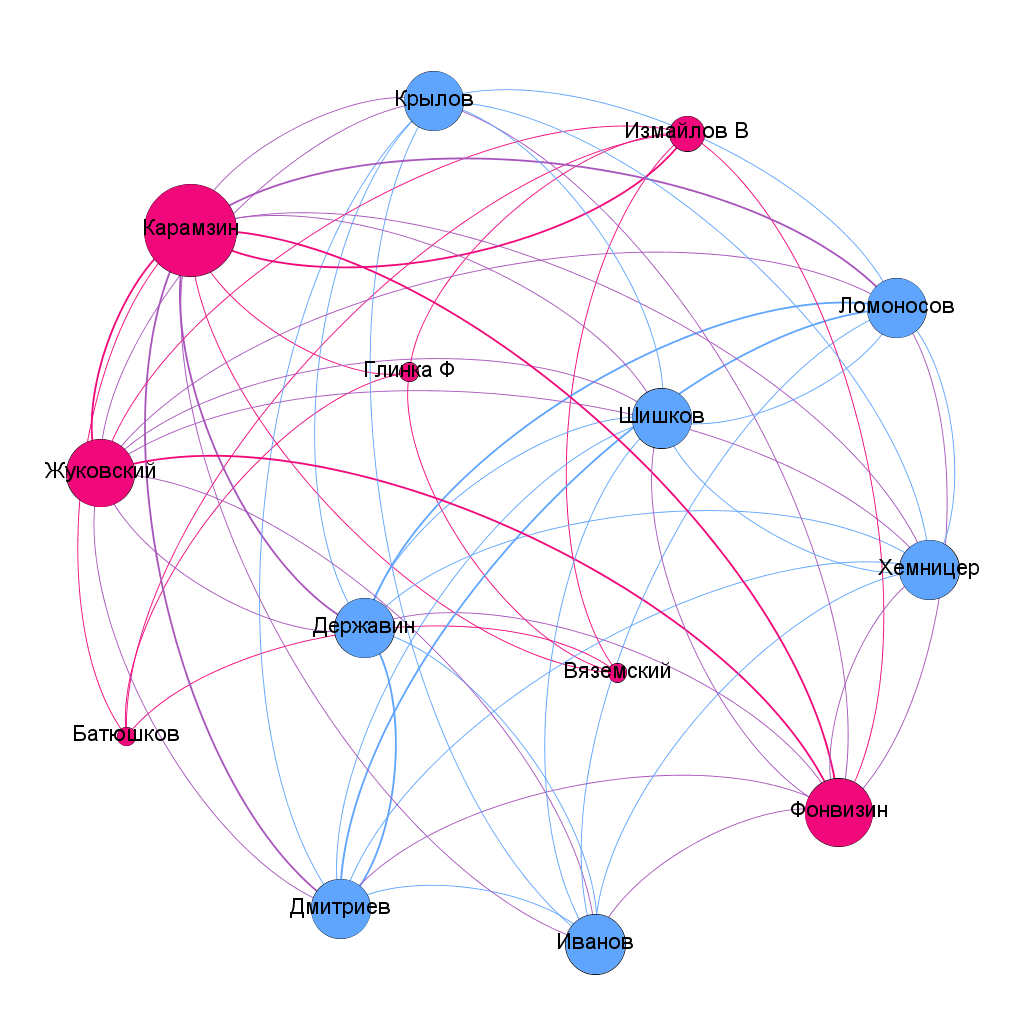 Крылов
Измайлов В
Карамзин
Ломоносов
Глинка Ф
Шишков
Жуковский
Хемницер
Державин
Вяземский
Батюшков
Фонвизин
Дмитриев
Иванов